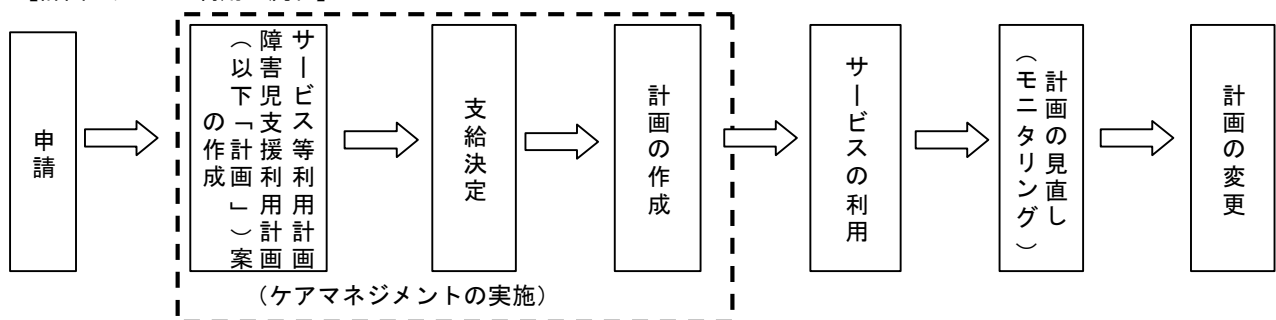 申請
サービス等利用計画
障害児支援利用計画
（以下「計画」）案
の作成
支給決定
計画の作成
サービスの利用
計画の見直し
（モニタリング）
計画の変更
（ケアマネジメントの実施）